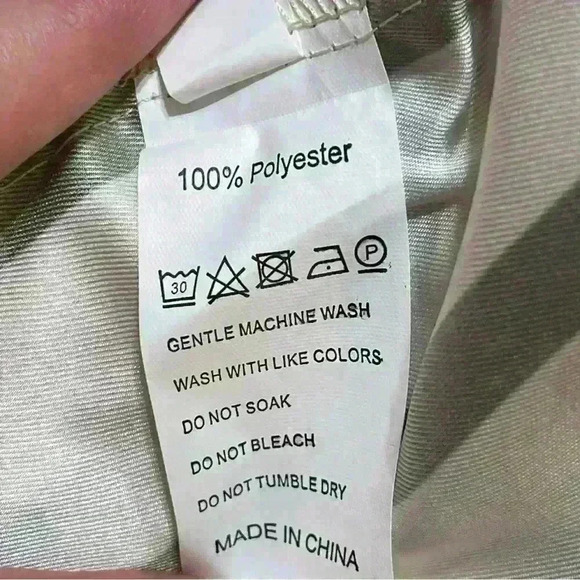 100% Polyester
30 P
GENTLE MACHINE WASH
WASH WITH LIKE COLORS
DO NOT SOAK
DO NOT BLEACH
DO NOT TUMBLE DRY
MADE IN CHINA